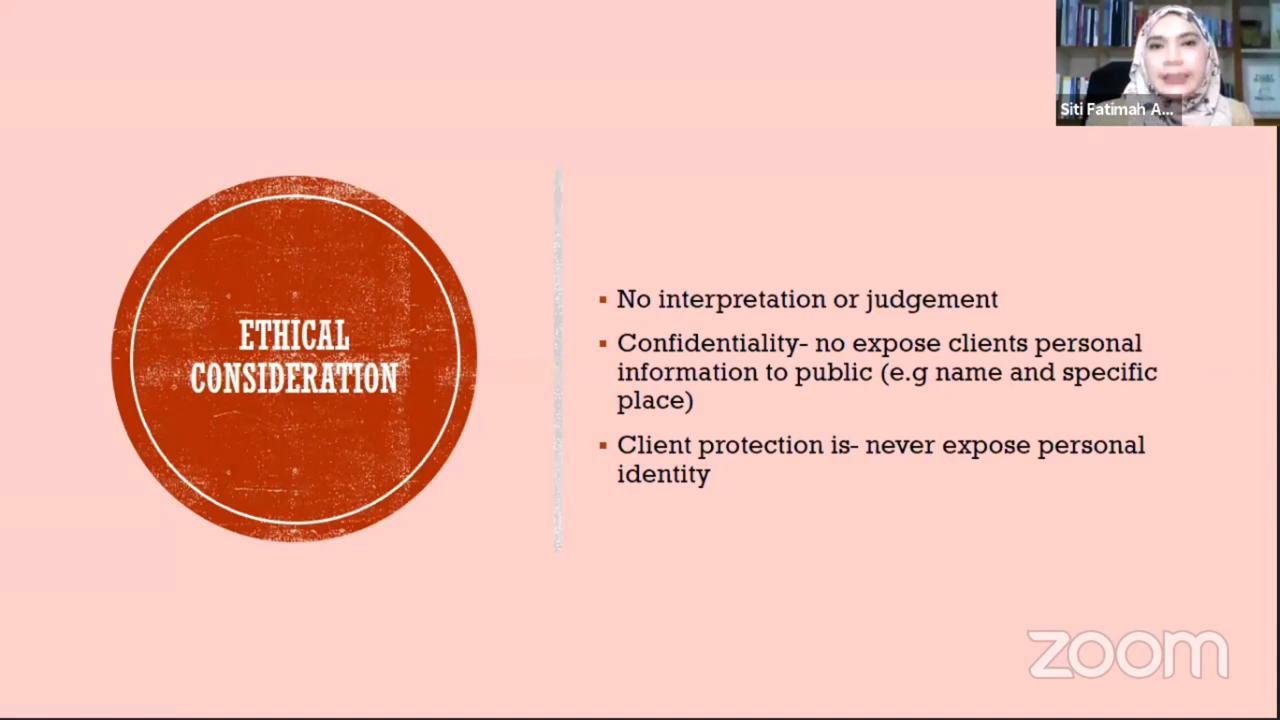 Siti Fatimah A...
ETHICAL
CONSIDERATION
▪ No interpretation or judgement
▪ Confidentiality- no expose clients personal
information to public (e.g name and specific
place)
▪ Client protection is- never expose personal
identity
zoom